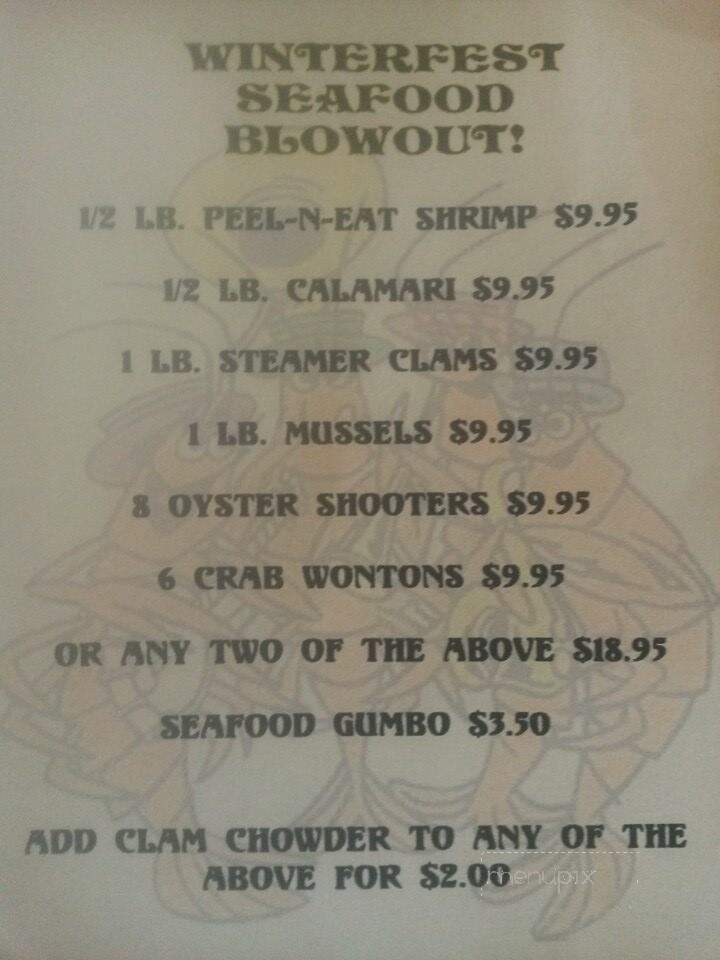 WINTERFEST
SEAFOOD
BLOWOUT!
1/2 LB. PEEL-N-EAT SHRIMP $9.95
1/2 LB. CALAMARI $9.95
1 LB. STEAMER CLAMS $9.95
1 LB. MUSSELS $9.95
8 OYSTER SHOOTERS $9.95
6 CRAB WONTONS $9.95
OR ANY TWO OF THE ABOVE $18.95
SEAFOOD GUMBO $3.50
ADD CLAM CHOWDER TO ANY OF THE
ABOVE FOR $2.00
menupix